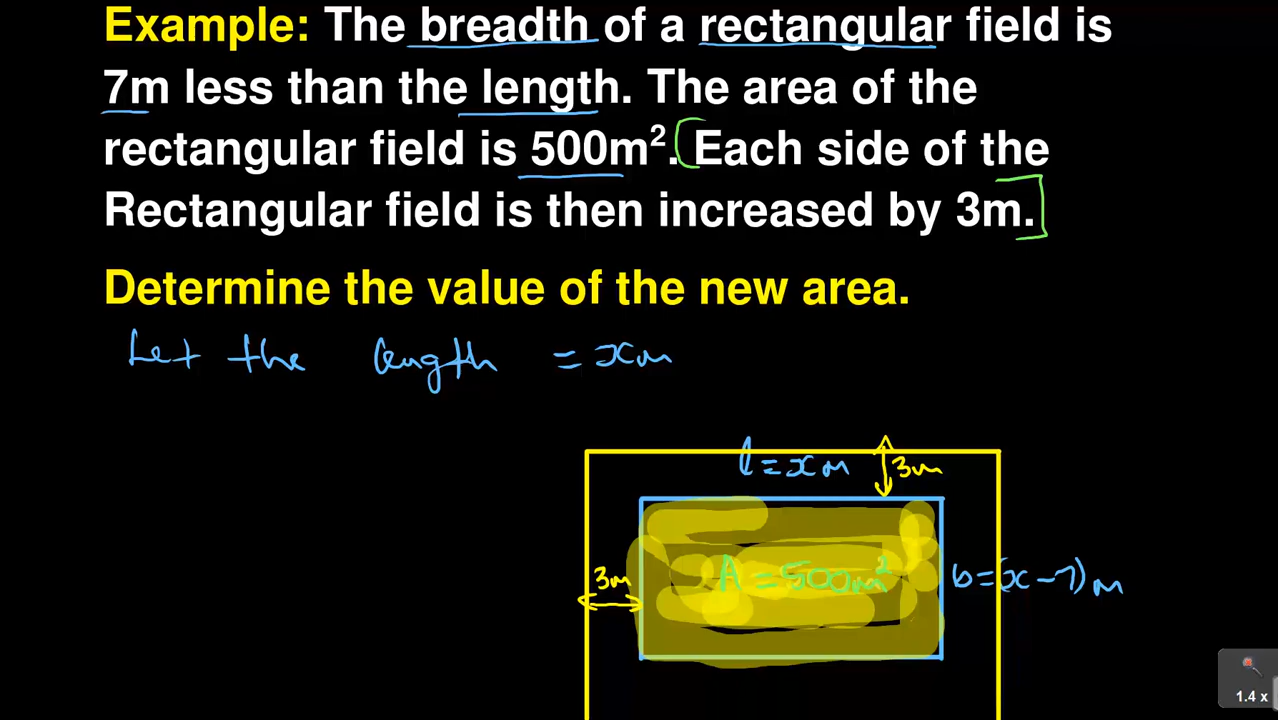 Example: The breadth of a rectangular field is
7m less than the length. The area of the
rectangular field is 500m². Each side of the
Rectangular field is then increased by 3m.
Determine the value of the new area.
Let the length = xm
l = xm
3m
3m
A = 500m²
b = (x - 7)m
1.4 x